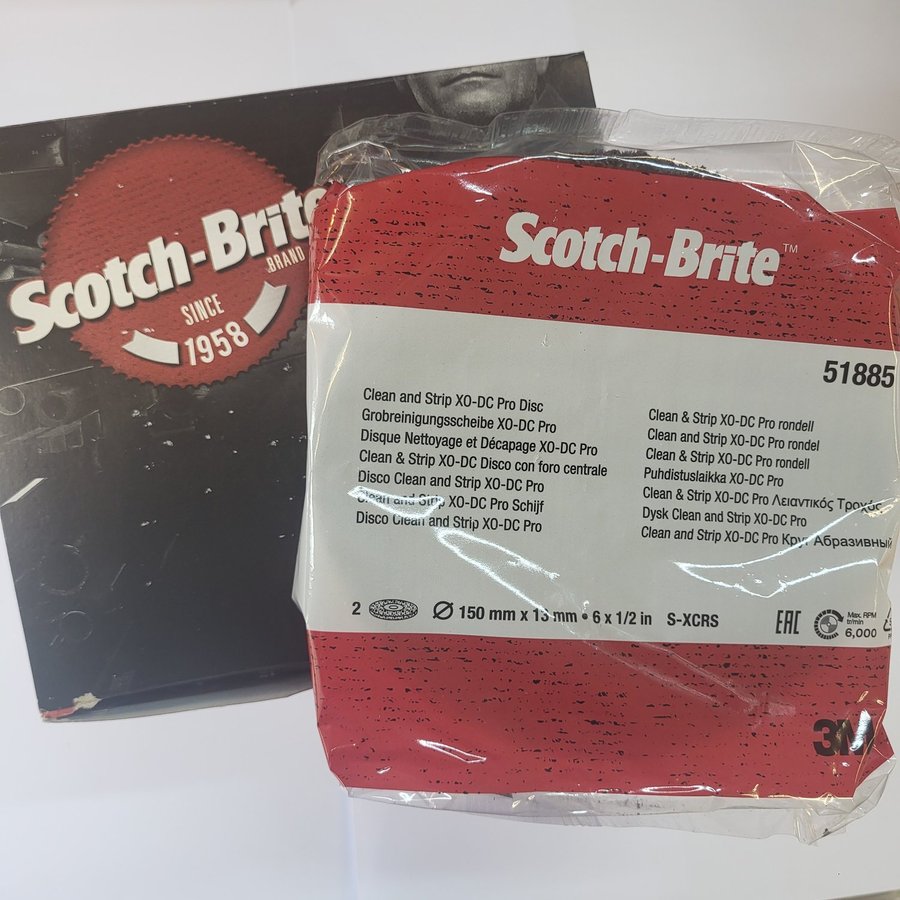 Scotch-Brite
BRAND
SINCE
1958
Scotch-Brite™
51885
Clean and Strip XO-DC Pro Disc
Grobreinigungsscheibe XO-DC Pro
Disque Nettoyage et Décapage XO-DC Pro
Clean & Strip XO-DC Disco con foro centrale
Disco Clean and Strip XO-DC Pro
Clean and Strip XO-DC Pro Schijf
Disco Clean and Strip XO-DC Pro
Clean & Strip XO-DC Pro rondell
Clean and Strip XO-DC Pro rondel
Clean & Strip XO-DC Pro rondell
Puhdistuslaikka XO-DC Pro
Clean & Strip XO-DC Pro Λειαντικός Τροχός
Dysk Clean and Strip XO-DC Pro
Clean and Strip XO-DC Pro Круг Абразивный
2 Ø 150 mm x 13 mm • 6 x 1/2 in S-XCRS
EAC
Max. RPM
tr/min
6,000
3M